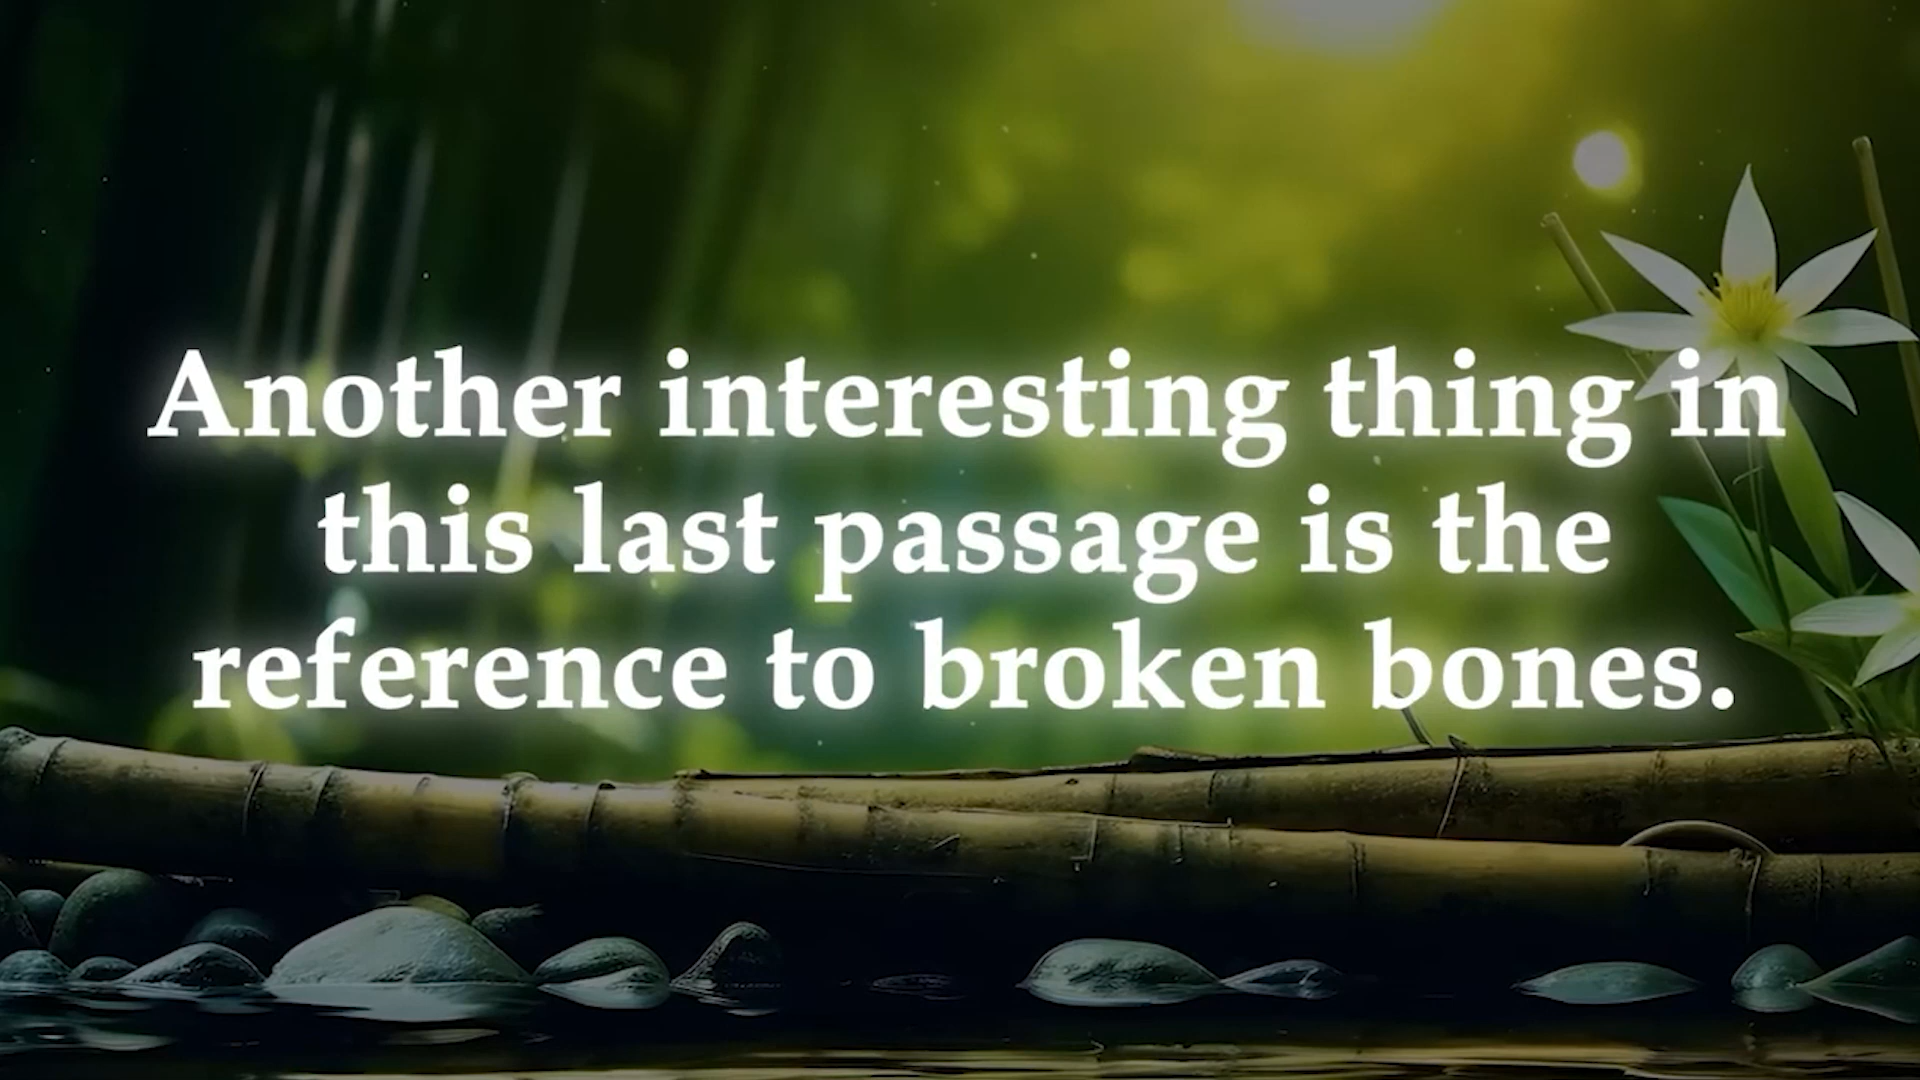 Another interesting thing in
this last passage is the
reference to broken bones.